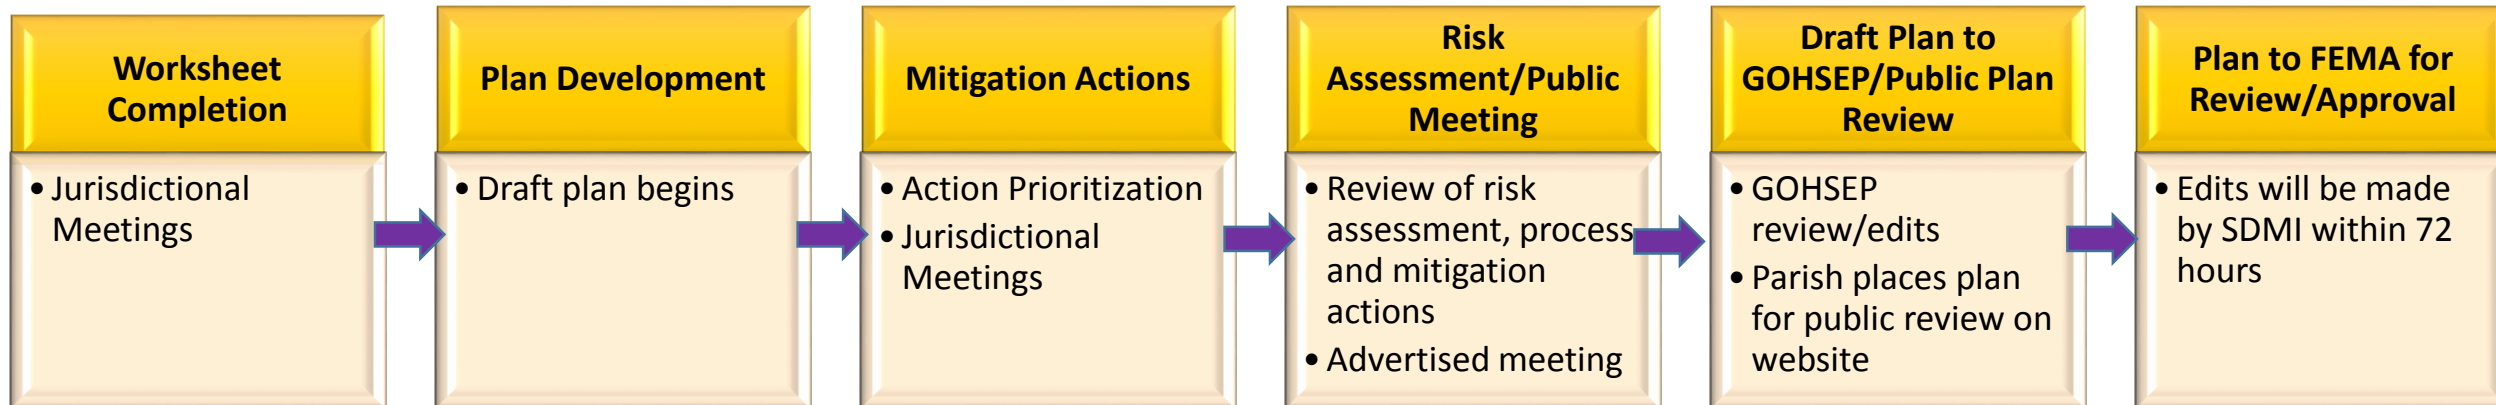 Worksheet
Completion
• Jurisdictional
Meetings
Plan Development
• Draft plan begins
Mitigation Actions
• Action Prioritization
• Jurisdictional
Meetings
Risk
Assessment/Public
Meeting
• Review of risk
assessment, process
and mitigation
actions
• Advertised meeting
Draft Plan to
GOHSEP/Public Plan
Review
• GOHSEP
review/edits
• Parish places plan
for public review on
website
Plan to FEMA for
Review/Approval
• Edits will be made
by SDMI within 72
hours